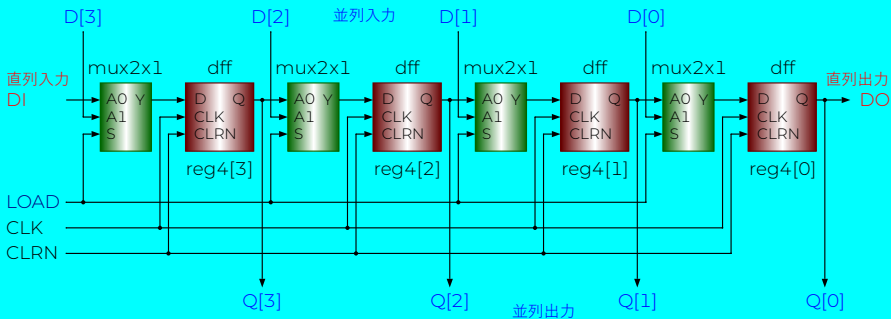 D[3] D[2] 並列入力 D[1] D[0]
mux2x1 dff mux2x1 dff mux2x1 dff mux2x1 dff
直列入力 直列出力
DI A0 Y D Q A0 Y D Q A0 Y D Q A0 Y D Q DO
A1 CLK A1 CLK A1 CLK A1 CLK
S CLRN S CLRN S CLRN S CLRN
reg4[3] reg4[2] reg4[1] reg4[0]
LOAD
CLK
CLRN
Q[3] Q[2] Q[1] Q[0]
並列出力